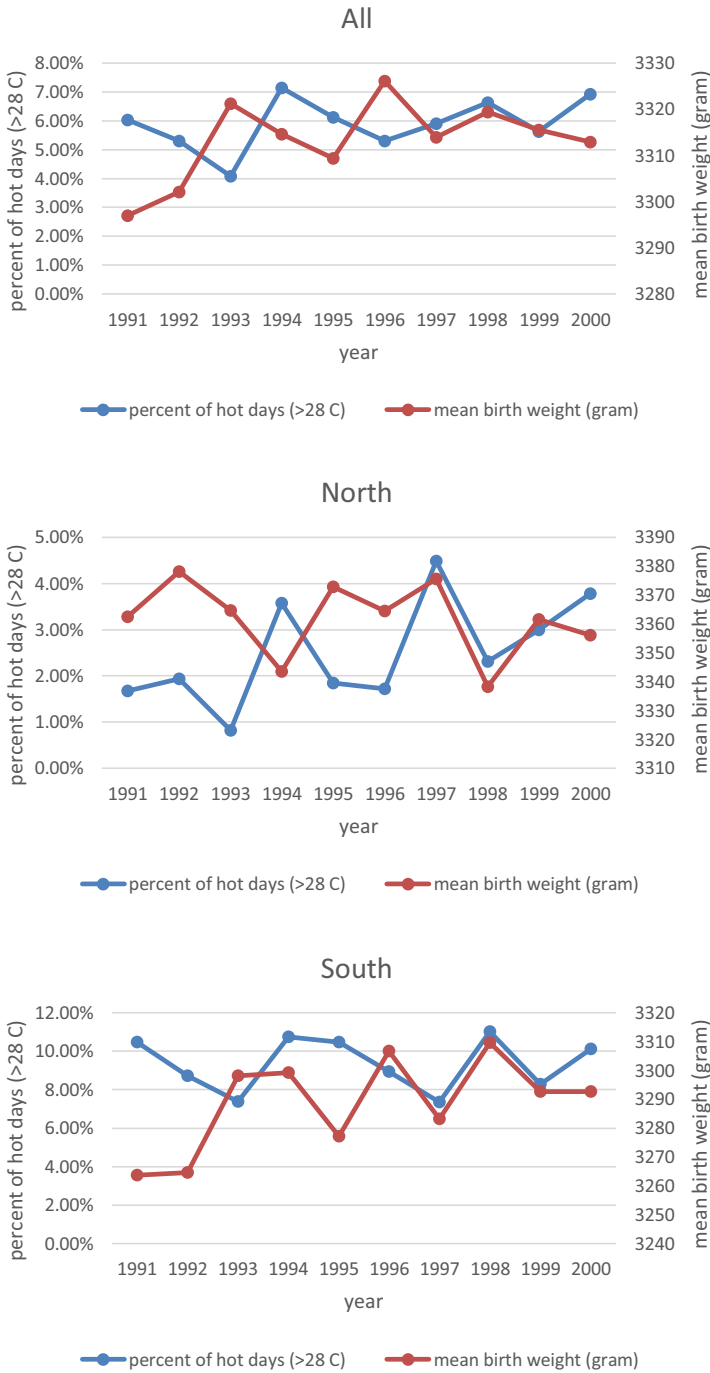 All
percent of hot days (>28 C)
8.00%
7.00%
6.00%
5.00%
4.00%
3.00%
2.00%
1.00%
0.00%
3330
3320
3310
3300
3290
3280
mean birth weight (gram)
1991 1992 1993 1994 1995 1996 1997 1998 1999 2000
year
percent of hot days (>28 C) mean birth weight (gram)
North
percent of hot days (>28 C)
5.00%
4.00%
3.00%
2.00%
1.00%
0.00%
3390
3380
3370
3360
3350
3340
3330
3320
3310
mean birth weight (gram)
1991 1992 1993 1994 1995 1996 1997 1998 1999 2000
year
percent of hot days (>28 C) mean birth weight (gram)
South
percent of hot days (>28 C)
12.00%
10.00%
8.00%
6.00%
4.00%
2.00%
0.00%
3320
3310
3300
3290
3280
3270
3260
3250
3240
mean birth weight (gram)
1991 1992 1993 1994 1995 1996 1997 1998 1999 2000
year
percent of hot days (>28 C) mean birth weight (gram)